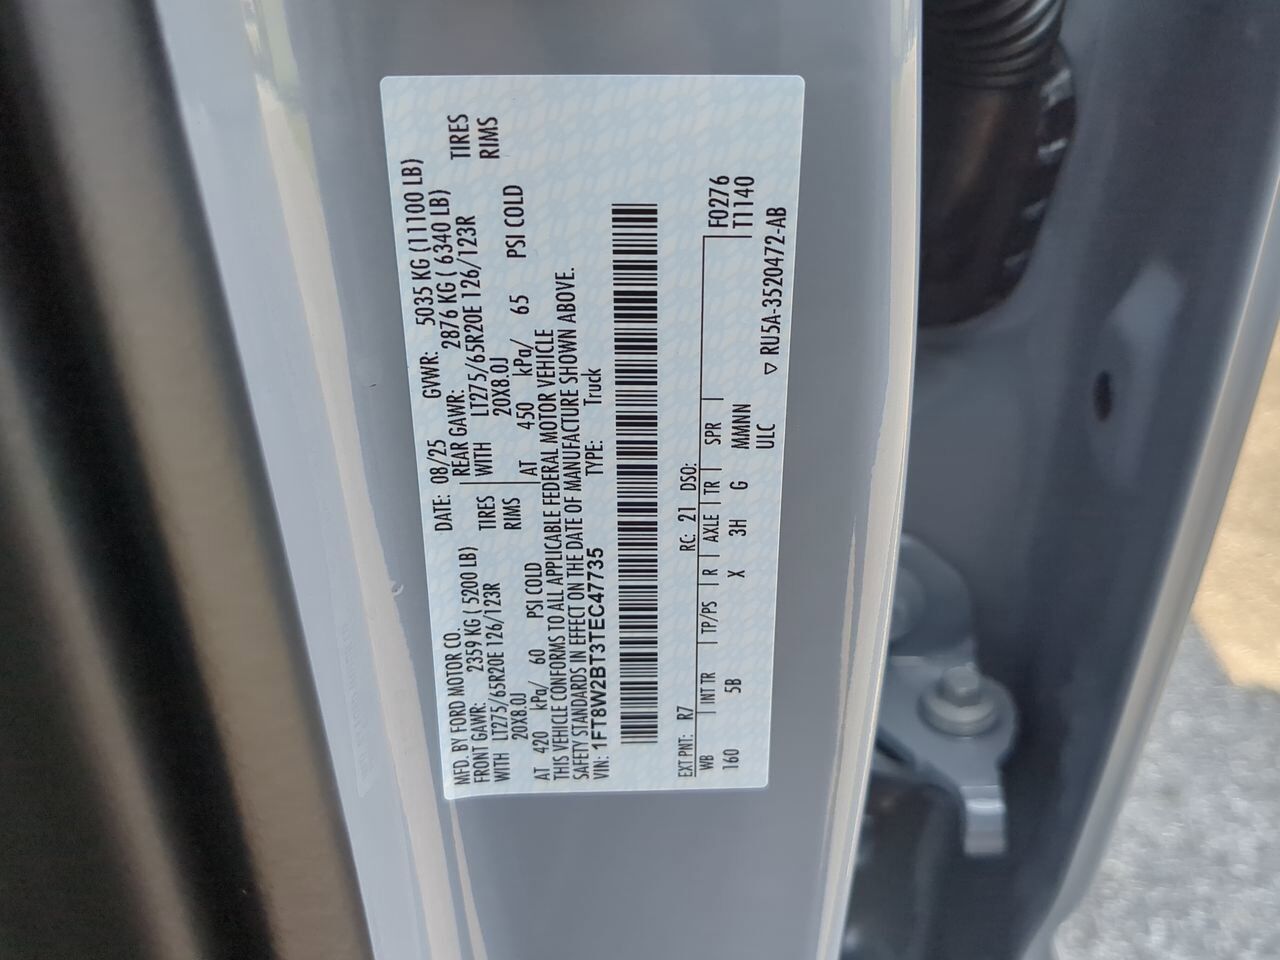 MFD. BY FORD MOTOR CO. DATE: 08/25 GVWR: 5035 KG (11100 LB)
FRONT GAWR: 2359 KG ( 5200 LB) REAR GAWR: 2876 KG ( 6340 LB)
WITH LT275/65R20E 126/123R TIRES WITH LT275/65R20E 126/123R TIRES
20X8.0J RIMS 20X8.0J RIMS
AT 420 kPa/ 60 PSI COLD AT 450 kPa/ 65 PSI COLD
THIS VEHICLE CONFORMS TO ALL APPLICABLE FEDERAL MOTOR VEHICLE
SAFETY STANDARDS IN EFFECT ON THE DATE OF MANUFACTURE SHOWN ABOVE.
VIN: 1FT8W2BT3TEC47735 TYPE: Truck
EXT PNT: R7 RC: 21 DSO: F0276
WB INT TR TP/PS R AXLE TR SPR T1140
160 5B X 3H G MMNN
ULC
▽ RU5A-3520472-AB